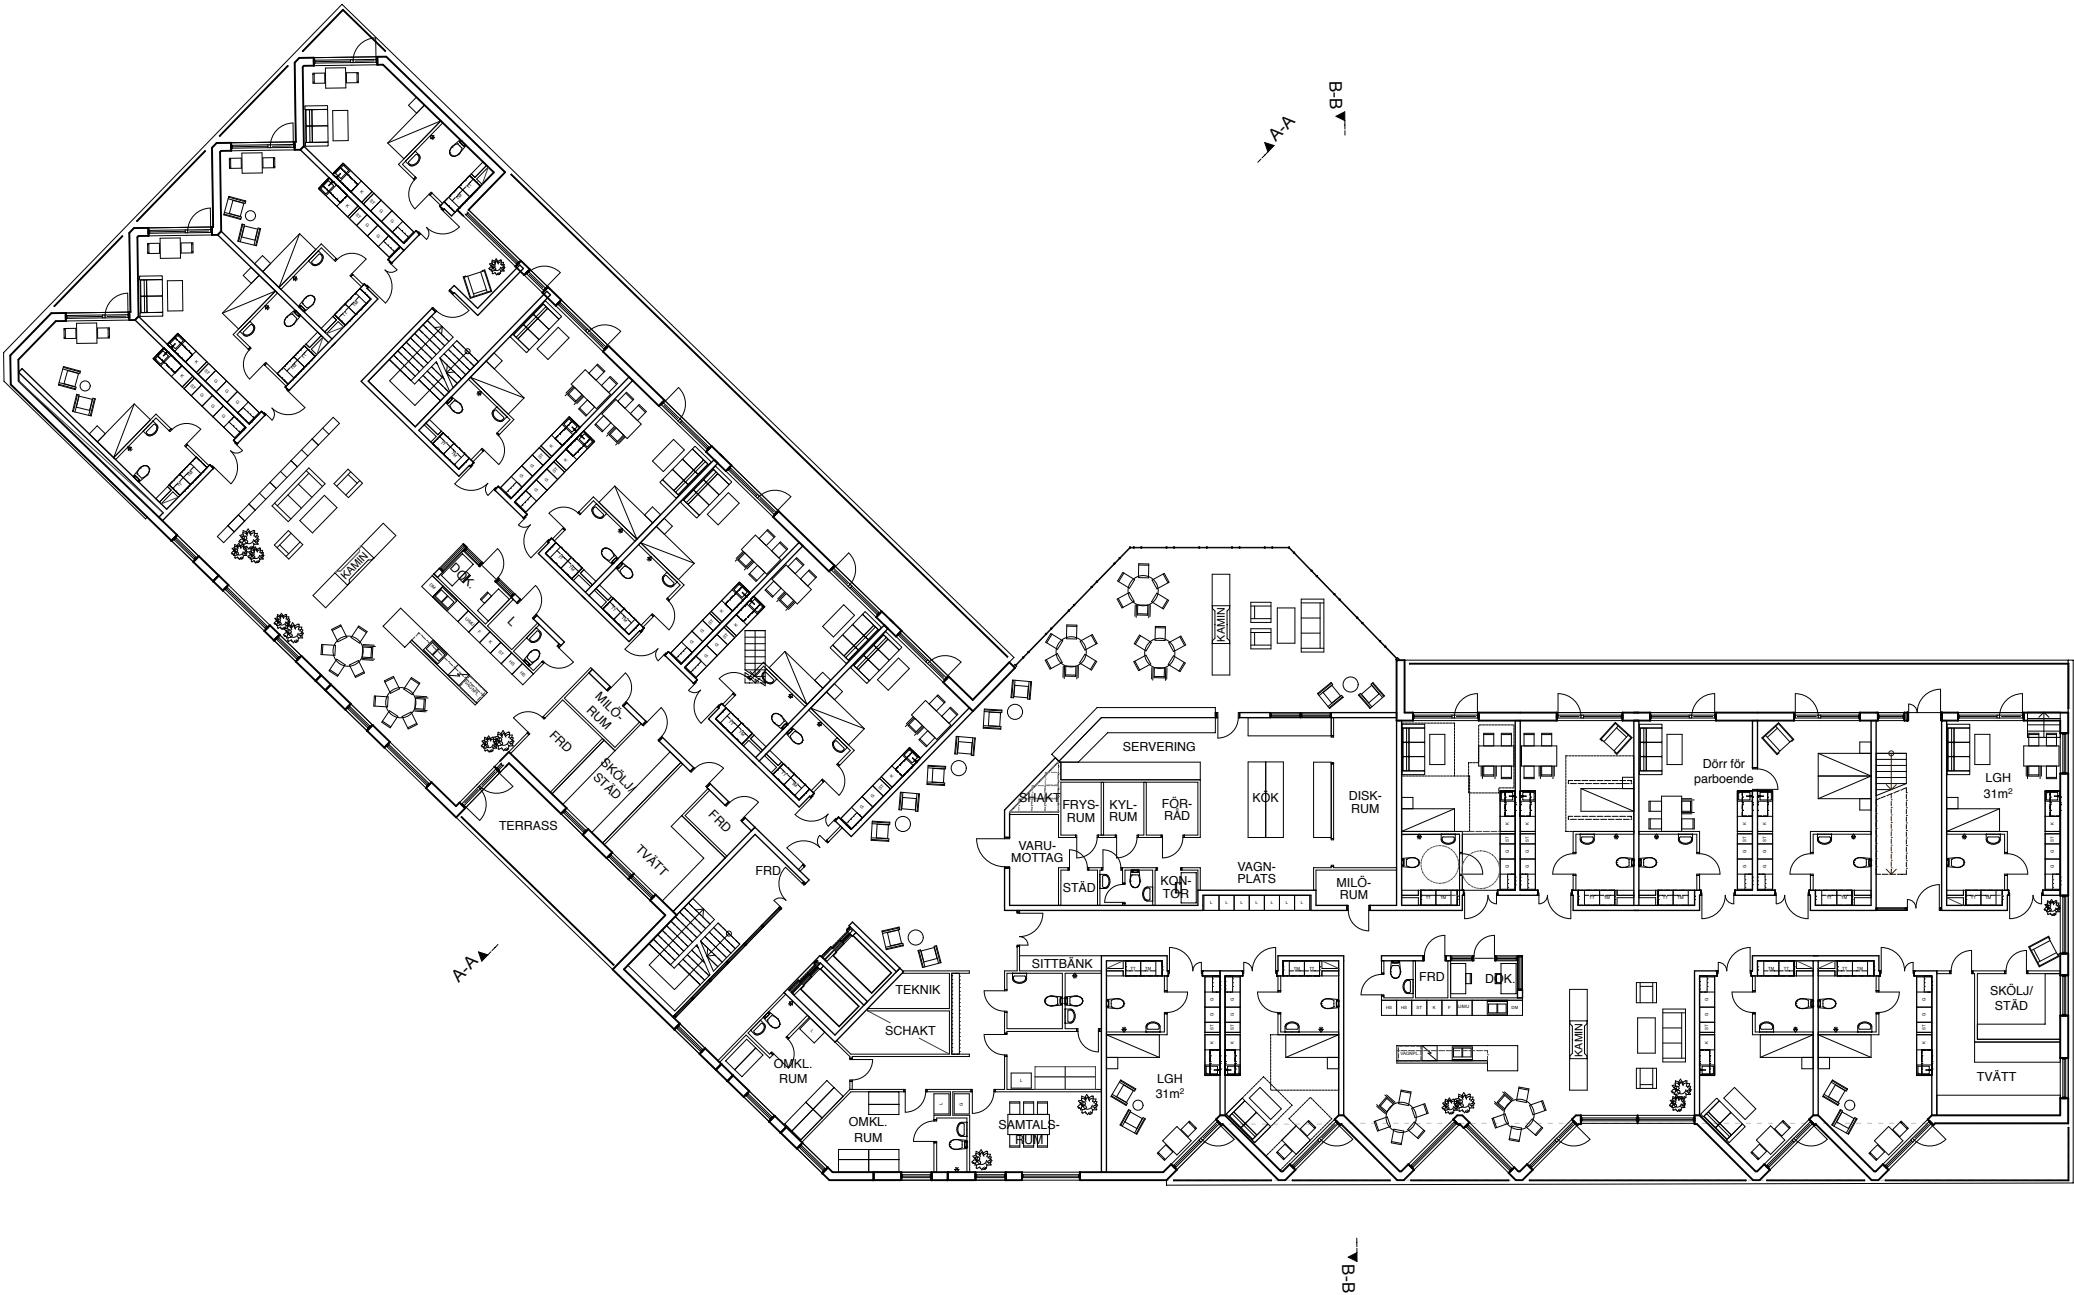 B-B
A-A
KAMIN
DOK.
L
MILÖ-
RUM
FRD
SKÖLJ/
STÄD
FRD
TVÄTT
TERRASS
FRD
KAMIN
SERVERING
SHAKT
FRYS-
RUM
KYL-
RUM
FÖR-
RÅD
KÖK
DISK-
RUM
VARU-
MOTTAG
STÄD
KON-
TOR
VAGN-
PLATS
MILÖ-
RUM
Dörr för
parboende
LGH
31m²
A-A
SITTBÄNK
TEKNIK
SCHAKT
OMKL.
RUM
OMKL.
RUM
SAMTALS-
RUM
LGH
31m²
FRD
DOK.
KAMIN
SKÖLJ/
STÄD
TVÄTT
B-B